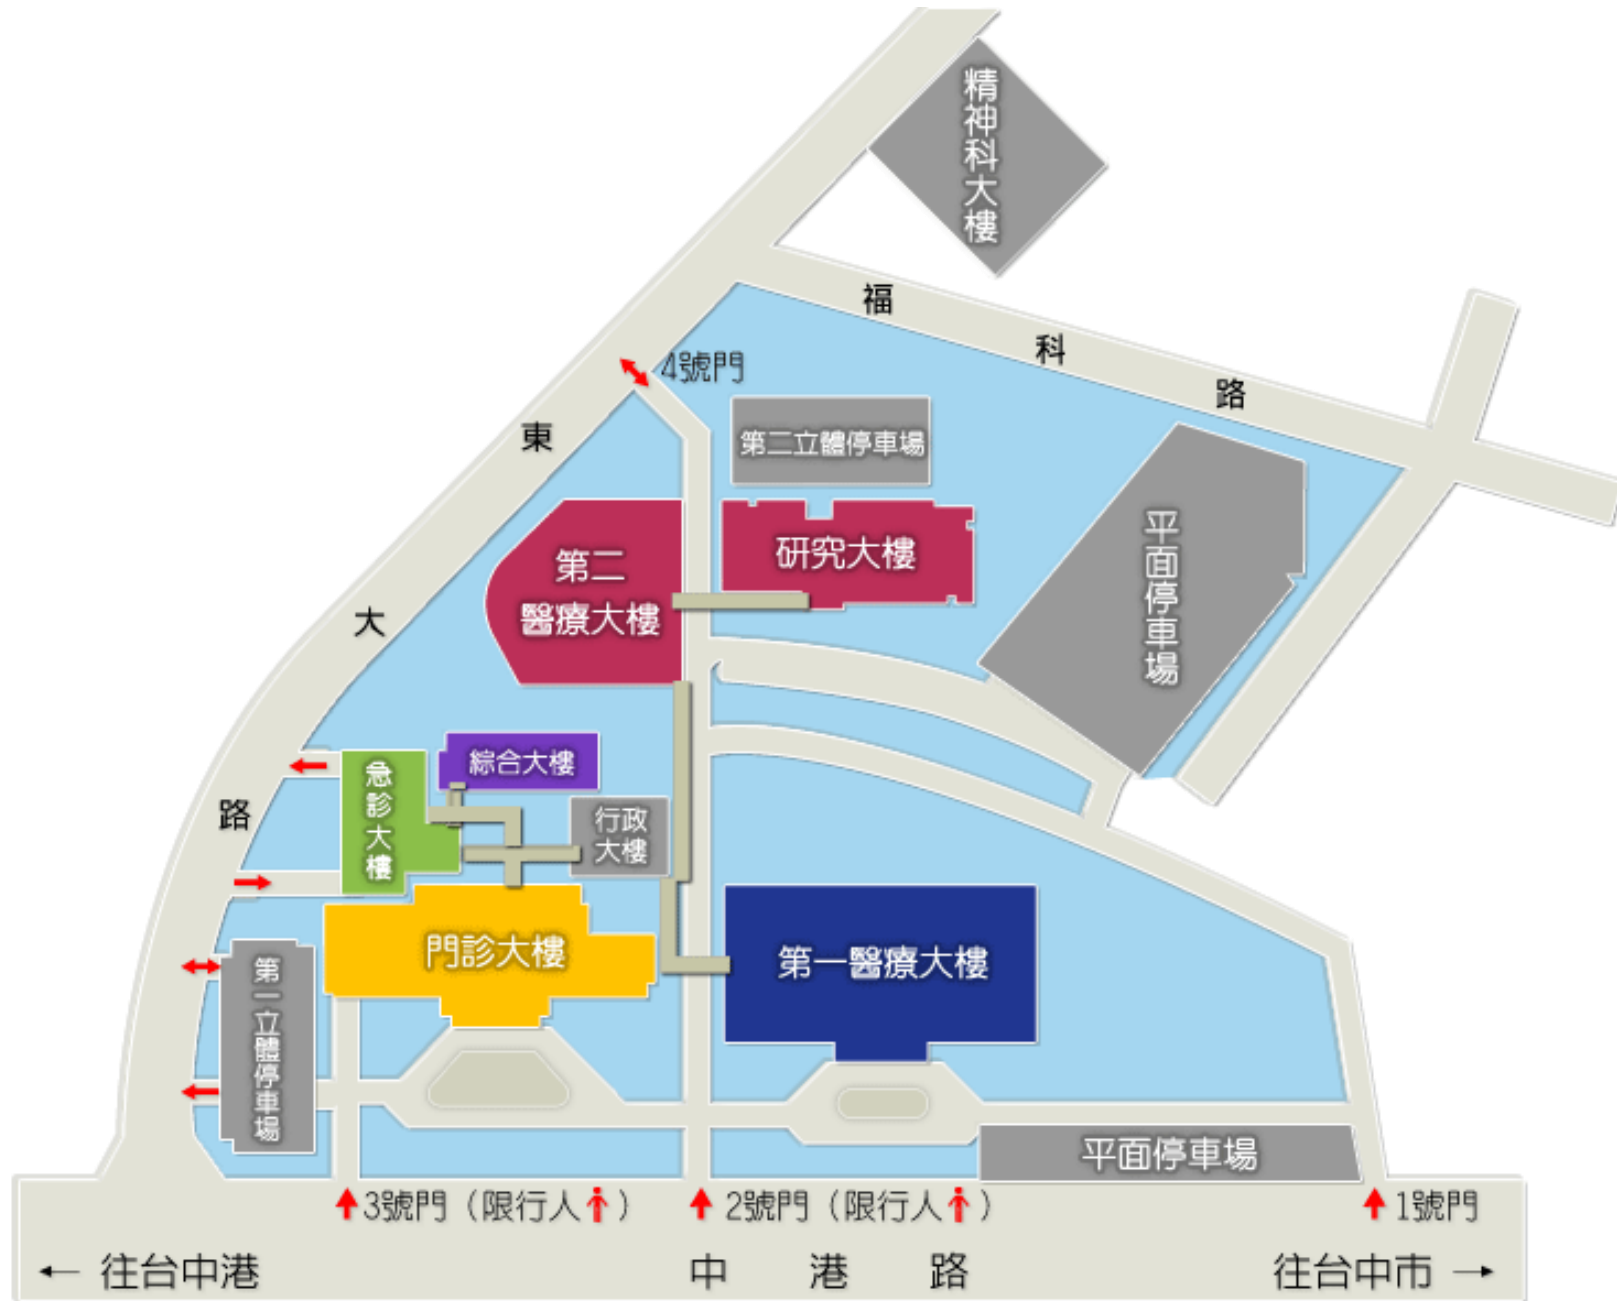 精神科大樓
福科路
4號門
東大路
第二立體停車場
第二
醫療大樓
研究大樓
平面停車場
綜合大樓
急診大樓
行政
大樓
門診大樓
第一醫療大樓
第一立體停車場
平面停車場
3號門（限行人）
2號門（限行人）
1號門
← 往台中港
中港路
往台中市 →